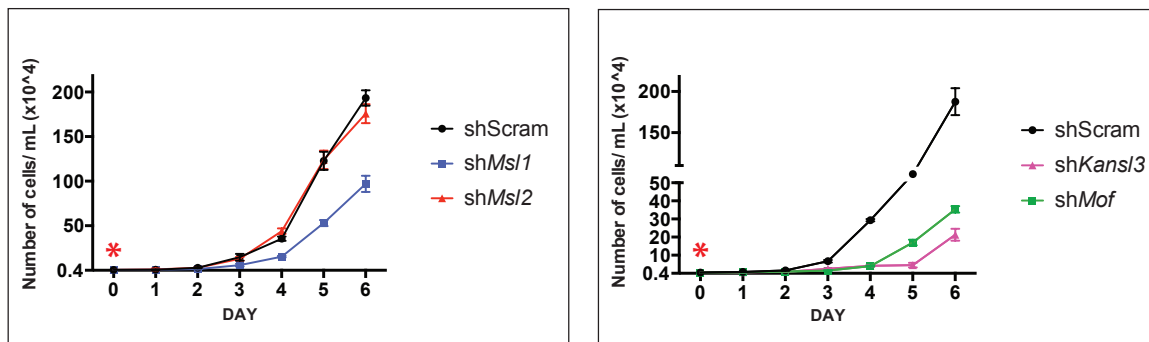 Number of cells/ mL (x10^4)
200
150
100
50
0.4
*
0 1 2 3 4 5 6
DAY
shScram
shMsl1
shMsl2
Number of cells/ mL (x10^4)
200
150
50
40
30
20
10
0.4
*
0 1 2 3 4 5 6
DAY
shScram
shKansl3
shMof